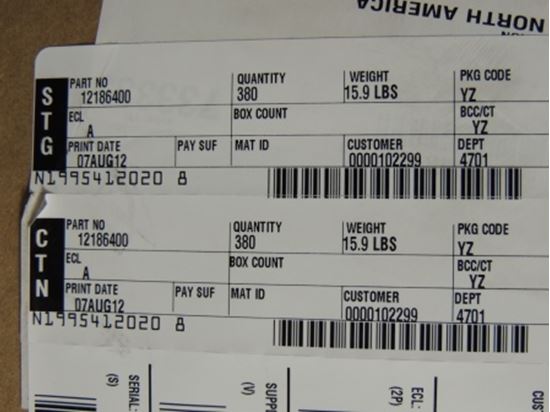 NORTH AMERICA
STG
PART NO QUANTITY WEIGHT PKG CODE
12186400 380 15.9 LBS YZ
ECL BOX COUNT BCC/CT
A YZ
PRINT DATE PAY SUF MAT ID CUSTOMER DEPT
07AUG12 0000102299 4701
N1995412020 8
CTN
PART NO QUANTITY WEIGHT PKG CODE
12186400 380 15.9 LBS YZ
ECL BOX COUNT BCC/CT
A YZ
PRINT DATE PAY SUF MAT ID CUSTOMER DEPT
07AUG12 0000102299 4701
N1995412020 8
SERIAL:
(S)
(V)
ECL:
(2P)